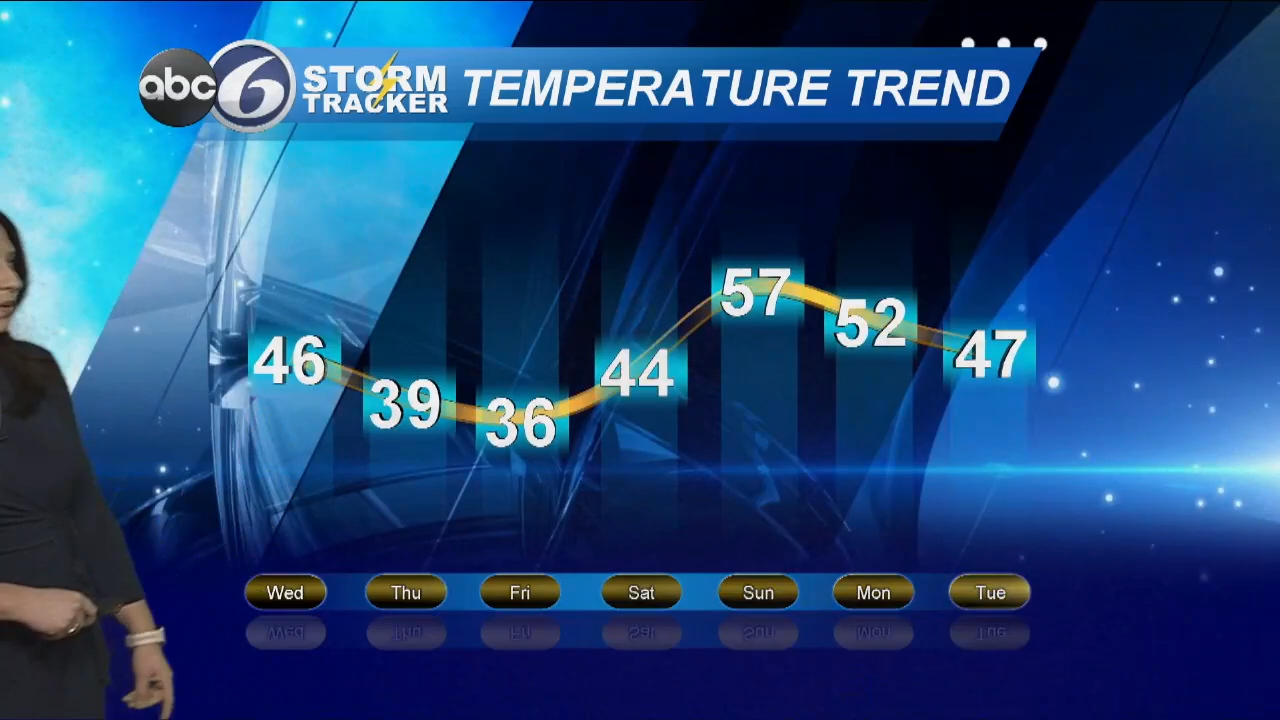 abc 6 STORM TRACKER TEMPERATURE TREND
46 39 36 44 57 52 47
Wed Thu Fri Sat Sun Mon Tue